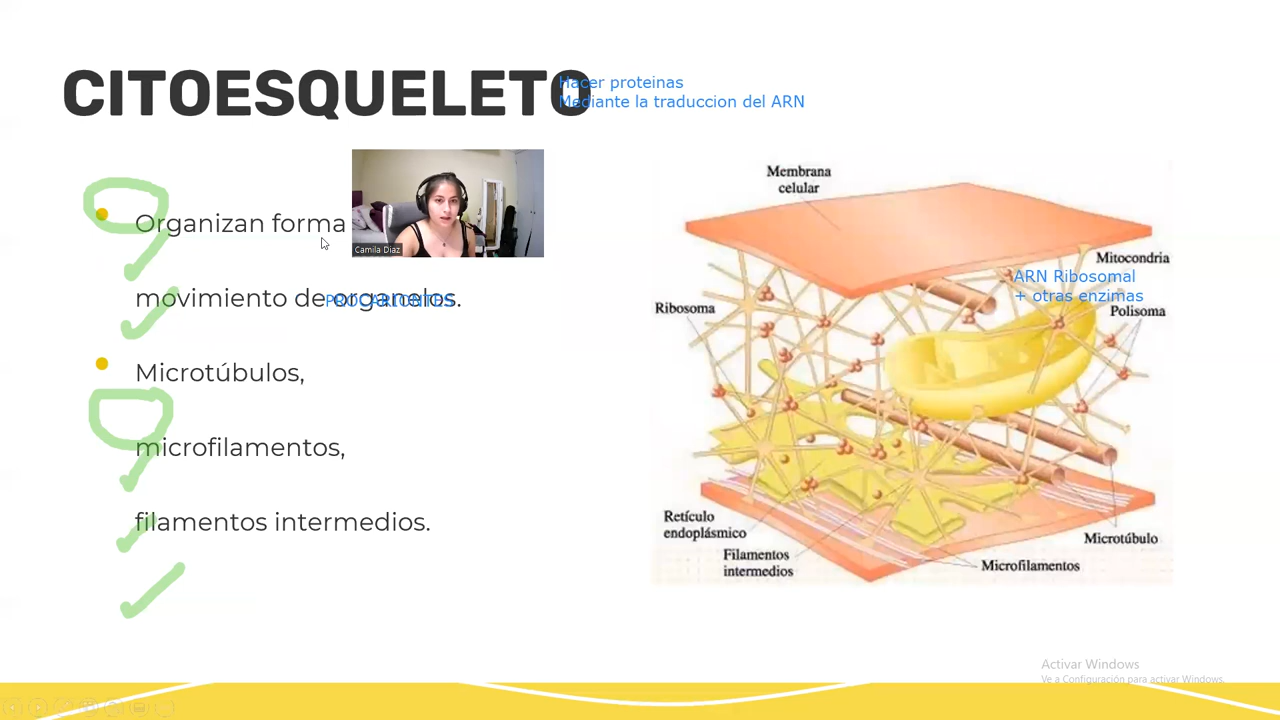 CITOESQUELETO
Hacer proteinas
Mediante la traduccion del ARN
Organizan forma
Camila Diaz
movimiento de organelos.
PROCARIONTES
Microtúbulos,
microfilamentos,
filamentos intermedios.
Membrana
celular
Mitocondria
ARN Ribosomal
+ otras enzimas
Ribosoma
Polisoma
Retículo
endoplásmico
Filamentos
intermedios
Microtúbulo
Microfilamentos
Activar Windows
Ve a Configuración para activar Windows.